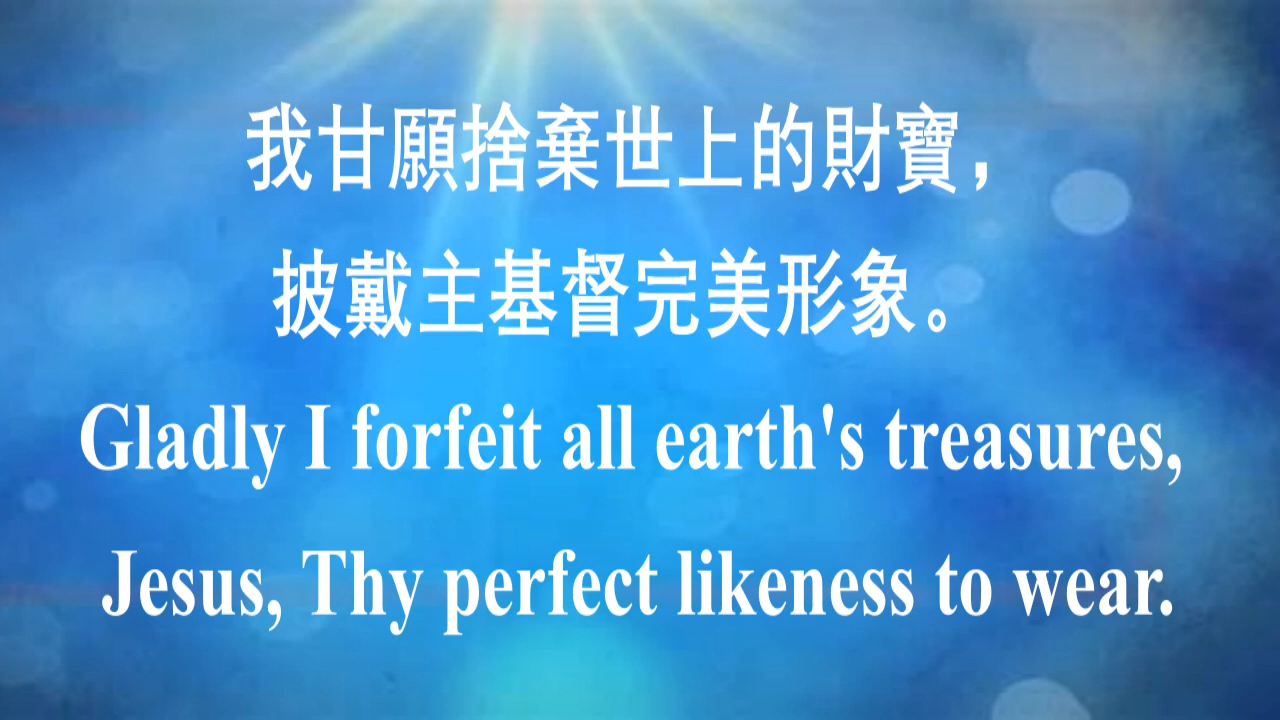 我甘願捨棄世上的財寶，
披戴主基督完美形象。
Gladly I forfeit all earth's treasures,
Jesus, Thy perfect likeness to wear.